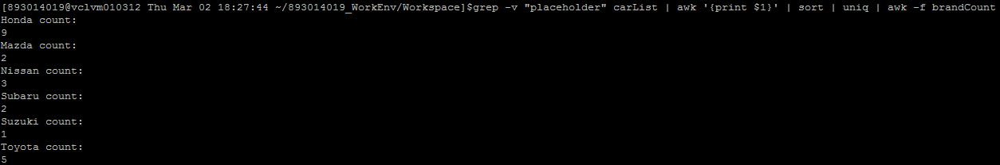 [893014019@vclvm010312 Thu Mar 02 18:27:44 ~/893014019_WorkEnv/Workspace]$grep -v "placeholder" carList | awk '{print $1}' | sort | uniq | awk -f brandCount
Honda count:
9
Mazda count:
2
Nissan count:
3
Subaru count:
2
Suzuki count:
1
Toyota count:
5